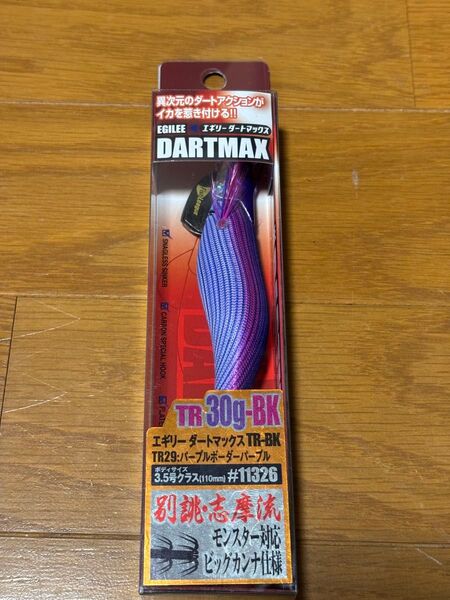 異次元のダートアクションが
イカを惹き付ける!!
EGILEE エギリー ダートマックス
DARTMAX
SNAGLESS SINKER
CARBON SPECIAL HOOK
TR 30g-BK
エギリー ダートマックス TR-BK
TR29:パープルボーダーパープル
ボディサイズ
3.5号クラス(110mm) #11326
別誂・志摩流
モンスター対応
ビッグカンナ仕様